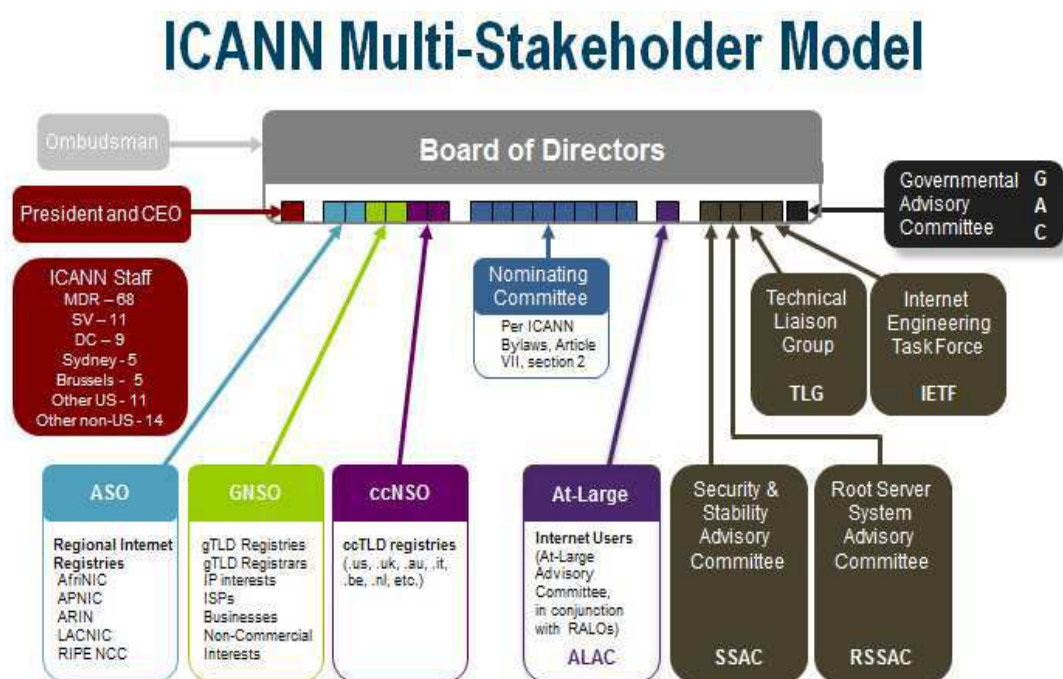 ICANN Multi-Stakeholder Model
Ombudsman
Board of Directors
President and CEO
Governmental G
Advisory A
Committee C
ICANN Staff
MDR – 68
SV – 11
DC – 9
Sydney - 5
Brussels - 5
Other US - 11
Other non-US - 14
Nominating
Committee
Per ICANN
Bylaws, Article
VII, section 2
Technical
Liaison
Group
TLG
Internet
Engineering
Task Force
IETF
ASO
Regional Internet
Registries
AfriNIC
APNIC
ARIN
LACNIC
RIPE NCC
GNSO
gTLD Registries
gTLD Registrars
IP interests
ISPs
Businesses
Non-Commercial
Interests
ccNSO
ccTLD registries
(.us, .uk, .au, .it,
.be, .nl, etc.)
At-Large
Internet Users
(At-Large
Advisory
Committee,
in conjunction
with RALOs)
ALAC
Security &
Stability
Advisory
Committee
SSAC
Root Server
System
Advisory
Committee
RSSAC